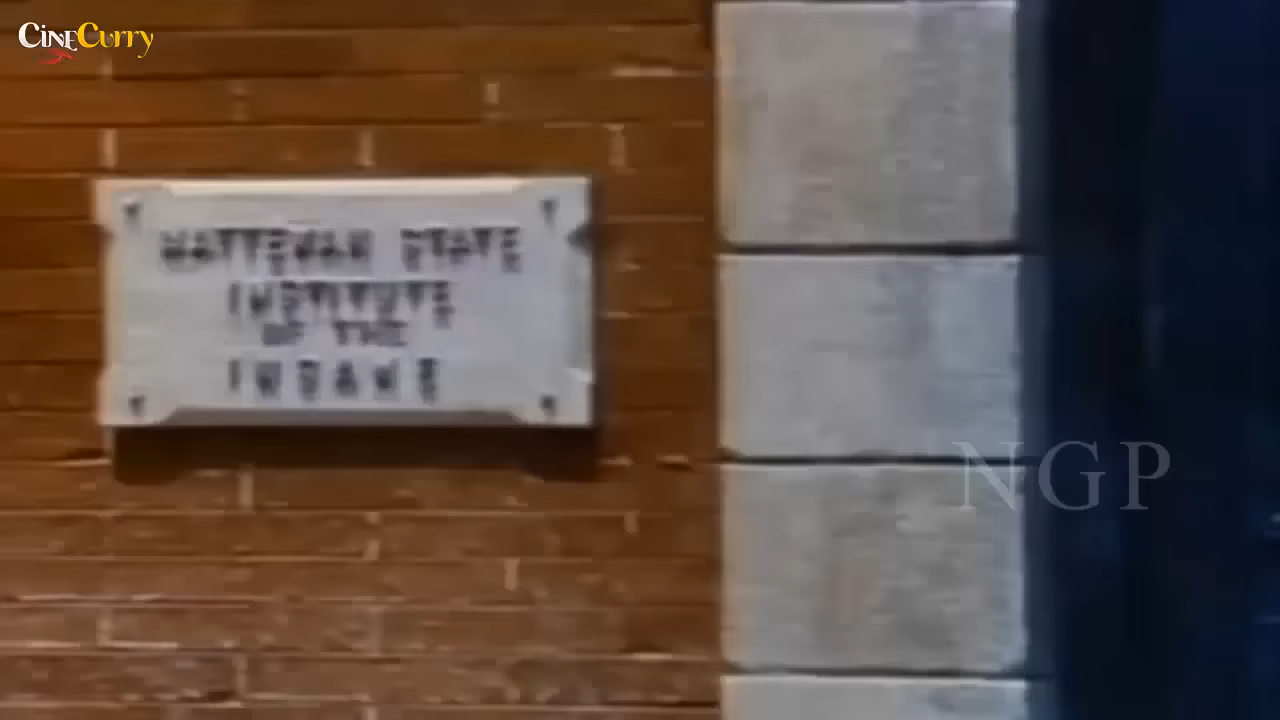 CINECURRY
STATE
INSTITUTE
OF THE
INSANE
NGP